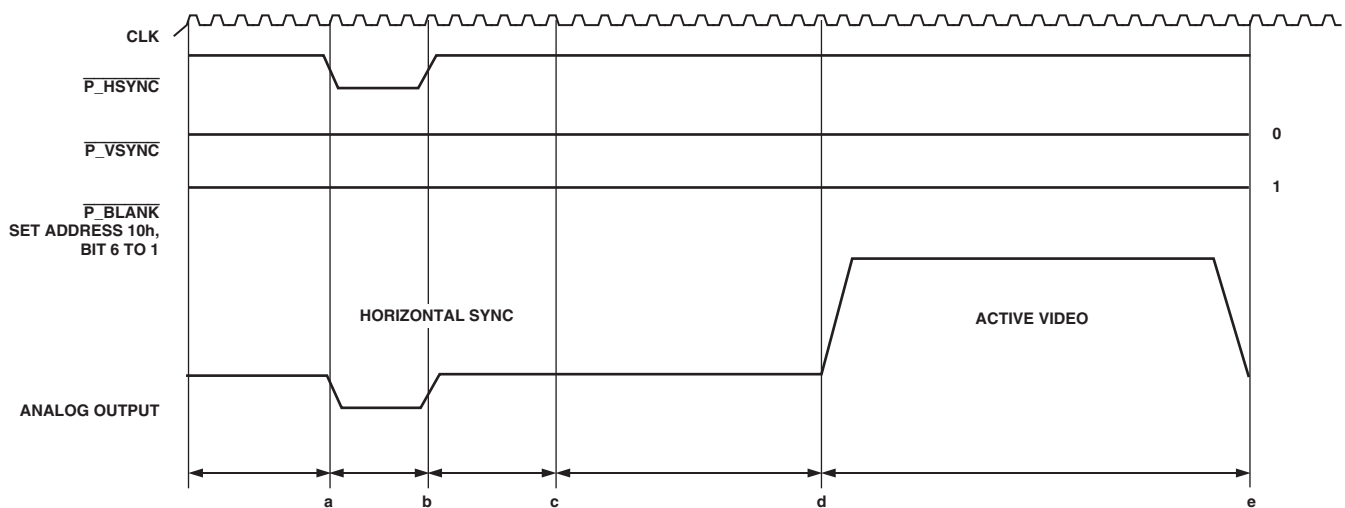 CLK
P_HSYNC
P_VSYNC
0
1
P_BLANK
SET ADDRESS 10h,
BIT 6 TO 1
HORIZONTAL SYNC
ACTIVE VIDEO
ANALOG OUTPUT
a b c d e